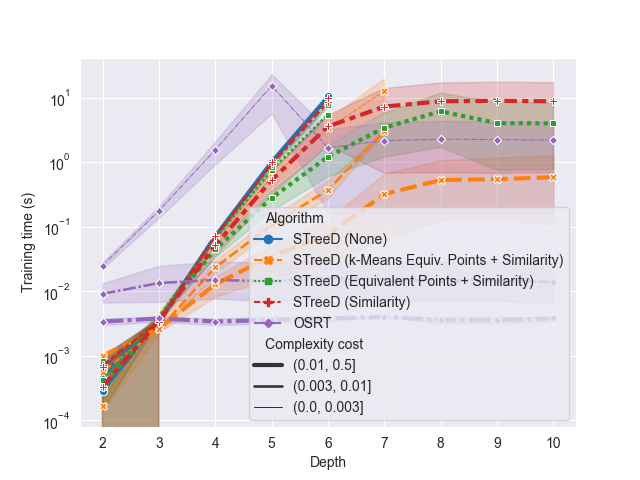 Training time (s)
10¹
10⁰
10⁻¹
10⁻²
10⁻³
10⁻⁴
Algorithm
STreeD (None)
STreeD (k-Means Equiv. Points + Similarity)
STreeD (Equivalent Points + Similarity)
STreeD (Similarity)
OSRT
Complexity cost
(0.01, 0.5]
(0.003, 0.01]
(0.0, 0.003]
2 3 4 5 6 7 8 9 10
Depth